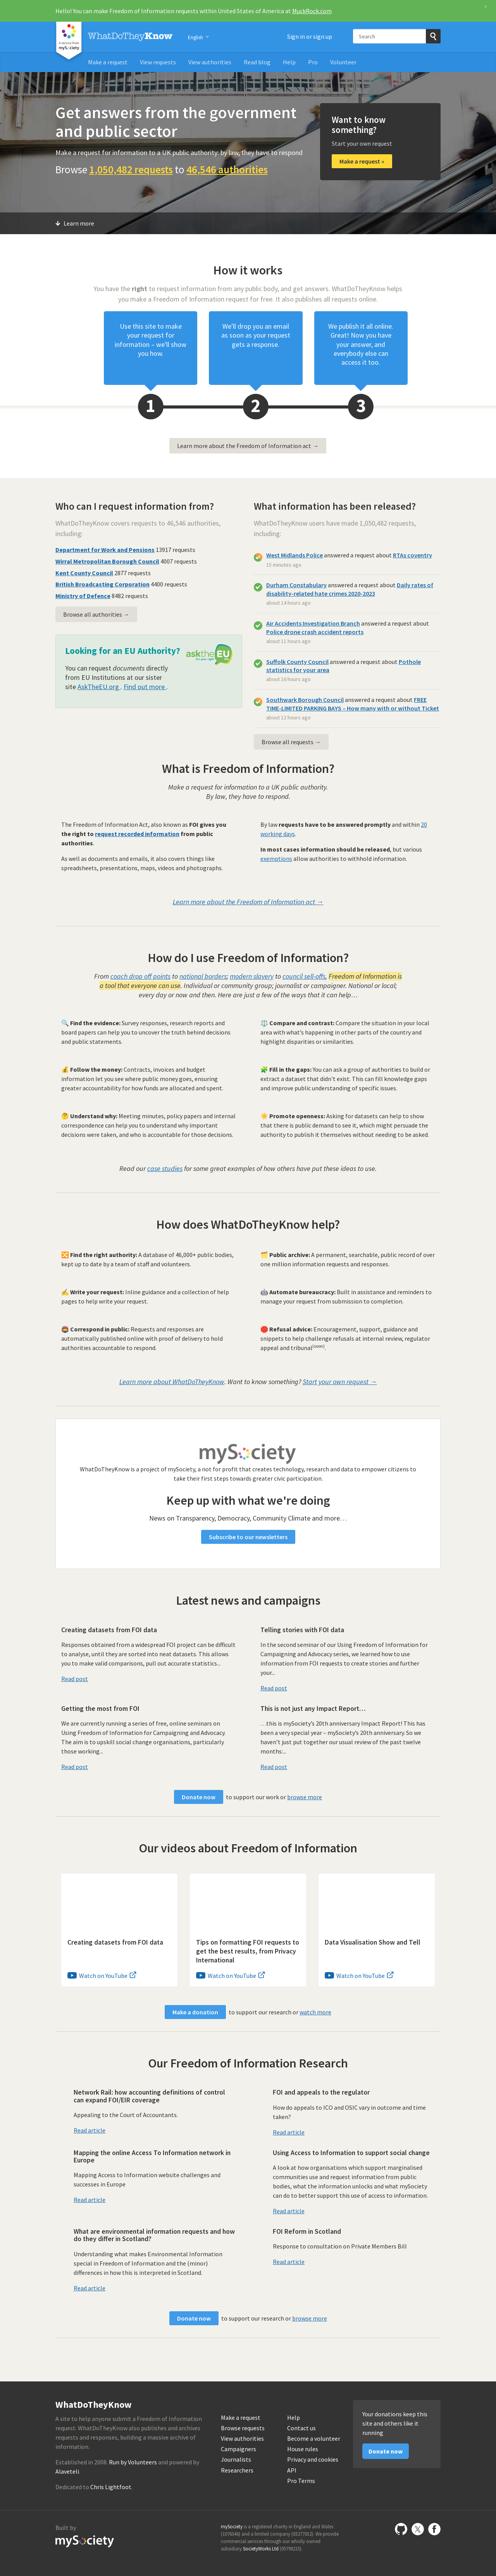 Hello! You can make Freedom of Information requests within United States of America at MuckRock.com
WhatDoTheyKnow
English
Sign in or sign up
Search
A service from
mySociety
Make a request
View requests
View authorities
Read blog
Help
Pro
Volunteer
Get answers from the government
and public sector
Make a request for information to a UK public authority: by law, they have to respond
Browse 1,050,482 requests to 46,546 authorities
Want to know
something?
Start your own request
Make a request »
Learn more
How it works
You have the right to request information from any public body, and get answers. WhatDoTheyKnow helps
you make a Freedom of Information request for free. It also publishes all requests online.
Use this site to make
your request for
information – we'll show
you how.
We'll drop you an email
as soon as your request
gets a response.
We publish it all online.
Great! Now you have
your answer, and
everybody else can
access it too.
1
2
3
Learn more about the Freedom of Information act →
Who can I request information from?
WhatDoTheyKnow covers requests to 46,546 authorities,
including:
Department for Work and Pensions 13917 requests
Wirral Metropolitan Borough Council 4007 requests
Kent County Council 2877 requests
British Broadcasting Corporation 4400 requests
Ministry of Defence 8482 requests
Browse all authorities →
Looking for an EU Authority?
asktheEU
You can request documents directly
from EU Institutions at our sister
site AskTheEU.org . Find out more .
What information has been released?
WhatDoTheyKnow users have made 1,050,482 requests,
including:
West Midlands Police answered a request about RTAs coventry
15 minutes ago
Durham Constabulary answered a request about Daily rates of
disability-related hate crimes 2020-2023
about 14 hours ago
Air Accidents Investigation Branch answered a request about
Police drone crash accident reports
about 11 hours ago
Suffolk County Council answered a request about Pothole
statistics for your area
about 16 hours ago
Southwark Borough Council answered a request about FREE
TIME-LIMITED PARKING BAYS – How many with or without Ticket
about 12 hours ago
Browse all requests →
What is Freedom of Information?
Make a request for information to a UK public authority.
By law, they have to respond.
The Freedom of Information Act, also known as FOI gives you
the right to request recorded information from public
authorities.
As well as documents and emails, it also covers things like
spreadsheets, presentations, maps, videos and photographs.
By law requests have to be answered promptly and within 20
working days.
In most cases information should be released, but various
exemptions allow authorities to withhold information.
Learn more about the Freedom of Information act →
How do I use Freedom of Information?
From coach drop off points to national borders; modern slavery to council sell-offs, Freedom of Information is
a tool that everyone can use. Individual or community group; journalist or campaigner. National or local;
every day or now and then. Here are just a few of the ways that it can help…
Find the evidence: Survey responses, research reports and
board papers can help you to uncover the truth behind decisions
and public statements.
Compare and contrast: Compare the situation in your local
area with what's happening in other parts of the country and
highlight disparities or similarities.
Follow the money: Contracts, invoices and budget
information let you see where public money goes, ensuring
greater accountability for how funds are allocated and spent.
Fill in the gaps: You can ask a group of authorities to build or
extract a dataset that didn't exist. This can fill knowledge gaps
and improve public understanding of specific issues.
Understand why: Meeting minutes, policy papers and internal
correspondence can help you to understand why important
decisions were taken, and who is accountable for those decisions.
Promote openness: Asking for datasets can help to show
that there is public demand to see it, which might persuade the
authority to publish it themselves without needing to be asked.
Read our case studies for some great examples of how others have put these ideas to use.
How does WhatDoTheyKnow help?
Find the right authority: A database of 46,000+ public bodies,
kept up to date by a team of staff and volunteers.
Public archive: A permanent, searchable, public record of over
one million information requests and responses.
Write your request: Inline guidance and a collection of help
pages to help write your request.
Automate bureaucracy: Built in assistance and reminders to
manage your request from submission to completion.
Correspond in public: Requests and responses are
automatically published online with proof of delivery to hold
authorities accountable to respond.
Refusal advice: Encouragement, support, guidance and
snippets to help challenge refusals at internal review, regulator
appeal and tribunal(soon).
Learn more about WhatDoTheyKnow. Want to know something? Start your own request →
mySociety
WhatDoTheyKnow is a project of mySociety, a not for profit that creates technology, research and data to empower citizens to
take their first steps towards greater civic participation.
Keep up with what we're doing
News on Transparency, Democracy, Community Climate and more…
Subscribe to our newsletters
Latest news and campaigns
Creating datasets from FOI data
Responses obtained from a widespread FOI project can be difficult
to analyse, until they are sorted into neat datasets. This allows
you to make valid comparisons, pull out accurate statistics...
Read post
Telling stories with FOI data
In the second seminar of our Using Freedom of Information for
Campaigning and Advocacy series, we learned how to use
information from FOI requests to create stories and further
your...
Read post
Getting the most from FOI
We are currently running a series of free, online seminars on
Using Freedom of Information for Campaigning and Advocacy.
The aim is to upskill social change organisations, particularly
those working...
Read post
This is not just any Impact Report…
…this is mySociety's 20th anniversary Impact Report! This has
been a very special year – mySociety's 20th anniversary. So we
haven't just put together our usual review of the past twelve
months:...
Read post
Donate now to support our work or browse more
Our videos about Freedom of Information
Creating datasets from FOI data
Watch on YouTube
Tips on formatting FOI requests to
get the best results, from Privacy
International
Watch on YouTube
Data Visualisation Show and Tell
Watch on YouTube
Make a donation to support our research or watch more
Our Freedom of Information Research
Network Rail: how accounting definitions of control
can expand FOI/EIR coverage
Appealing to the Court of Accountants.
Read article
FOI and appeals to the regulator
How do appeals to ICO and OSIC vary in outcome and time
taken?
Read article
Mapping the online Access To Information network in
Europe
Mapping Access to Information website challenges and
successes in Europe
Read article
Using Access to Information to support social change
A look at how organisations which support marginalised
communities use and request information from public
bodies, what the information unlocks and why mySociety
can do to better support this use of access to information.
Read article
What are environmental information requests and how
do they differ in Scotland?
Understanding what makes Environmental Information
special in Freedom of Information and the (minor)
differences in how this is interpreted in Scotland.
Read article
FOI Reform in Scotland
Response to consultation on Private Members Bill
Read article
Donate now to support our research or browse more
WhatDoTheyKnow
A site to help anyone submit a Freedom of Information
request. WhatDoTheyKnow also publishes and archives
requests and responses, building a massive archive of
information.
Established in 2008. Run by Volunteers and powered by
Alaveteli.
Dedicated to Chris Lightfoot.
Make a request
Browse requests
View authorities
Campaigners
Journalists
Researchers
Help
Contact us
Become a volunteer
House rules
Privacy and cookies
API
Pro Terms
Your donations keep this
site and others like it
running
Donate now
Built by
mySociety
mySociety is a registered charity in England and Wales
(1076346) and a limited company (03277032). We provide
commercial services through our wholly owned
subsidiary SocietyWorks Ltd (05798215).